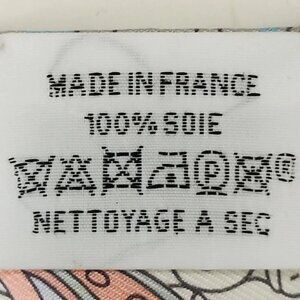 MADE IN FRANCE
100% SOIE
P
NETTOYAGE A SEC